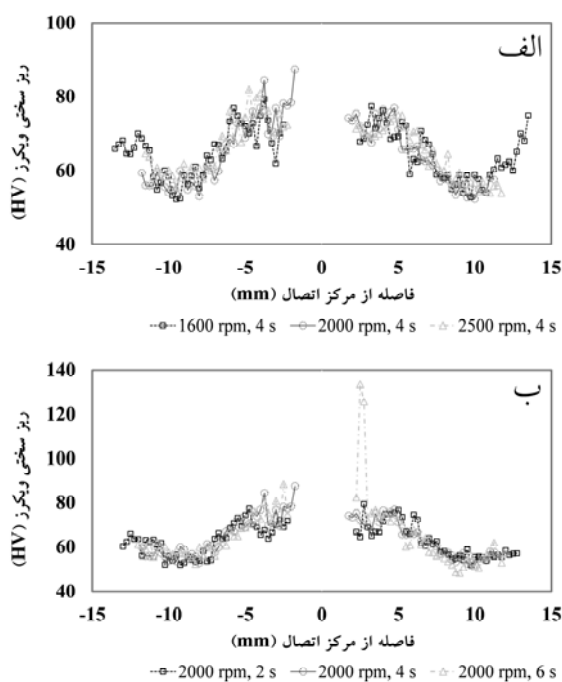 الف
100
80
60
40
ریز سختی ویکرز (HV)
-15 -10 -5 0 5 10 15
فاصله از مرکز اتصال (mm)
1600 rpm, 4 s 2000 rpm, 4 s 2500 rpm, 4 s
ب
140
120
100
80
60
40
ریز سختی ویکرز (HV)
-15 -10 -5 0 5 10 15
فاصله از مرکز اتصال (mm)
2000 rpm, 2 s 2000 rpm, 4 s 2000 rpm, 6 s